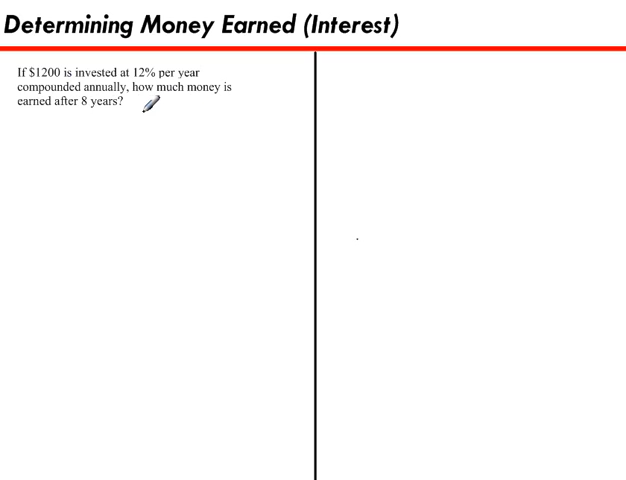 Determining Money Earned (Interest)
If $1200 is invested at 12% per year
compounded annually, how much money is
earned after 8 years?